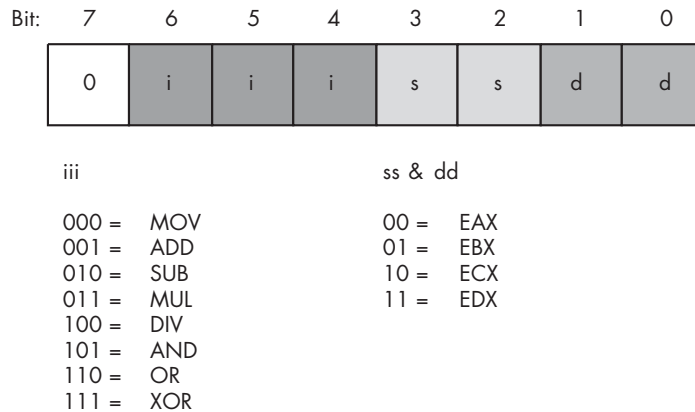 Bit: 7 6 5 4 3 2 1 0
0 i i i s s d d
iii ss & dd
000 = MOV 00 = EAX
001 = ADD 01 = EBX
010 = SUB 10 = ECX
011 = MUL 11 = EDX
100 = DIV
101 = AND
110 = OR
111 = XOR